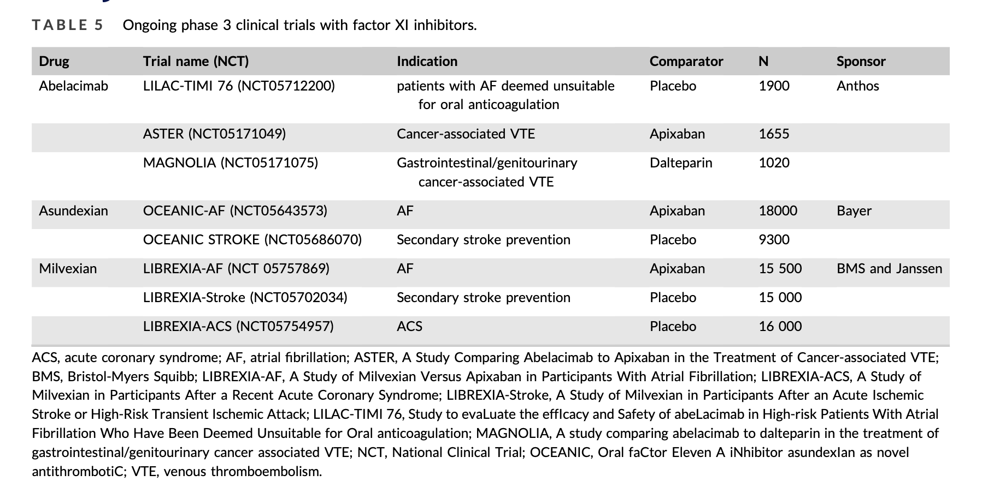 TABLE 5 Ongoing phase 3 clinical trials with factor XI inhibitors.
Drug Trial name (NCT) Indication Comparator N Sponsor
Abelacimab LILAC-TIMI 76 (NCT05712200) patients with AF deemed unsuitable Placebo 1900 Anthos
for oral anticoagulation
ASTER (NCT05171049) Cancer-associated VTE Apixaban 1655
MAGNOLIA (NCT05171075) Gastrointestinal/genitourinary Dalteparin 1020
cancer-associated VTE
Asundexian OCEANIC-AF (NCT05643573) AF Apixaban 18000 Bayer
OCEANIC STROKE (NCT05686070) Secondary stroke prevention Placebo 9300
Milvexian LIBREXIA-AF (NCT 05757869) AF Apixaban 15 500 BMS and Janssen
LIBREXIA-Stroke (NCT05702034) Secondary stroke prevention Placebo 15 000
LIBREXIA-ACS (NCT05754957) ACS Placebo 16 000
ACS, acute coronary syndrome; AF, atrial fibrillation; ASTER, A Study Comparing Abelacimab to Apixaban in the Treatment of Cancer-associated VTE;
BMS, Bristol-Myers Squibb; LIBREXIA-AF, A Study of Milvexian Versus Apixaban in Participants With Atrial Fibrillation; LIBREXIA-ACS, A Study of
Milvexian in Participants After a Recent Acute Coronary Syndrome; LIBREXIA-Stroke, A Study of Milvexian in Participants After an Acute Ischemic
Stroke or High-Risk Transient Ischemic Attack; LILAC-TIMI 76, Study to evaLuate the effIcacy and Safety of abeLacimab in High-risk Patients With Atrial
Fibrillation Who Have Been Deemed Unsuitable for Oral anticoagulation; MAGNOLIA, A study comparing abelacimab to dalteparin in the treatment of
gastrointestinal/genitourinary cancer associated VTE; NCT, National Clinical Trial; OCEANIC, Oral faCtor Eleven A iNhibitor asundexIan as novel
antithrombotiC; VTE, venous thromboembolism.